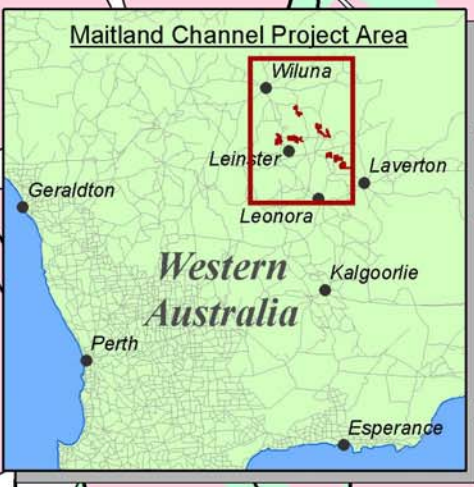 Maitland Channel Project Area
Wiluna
Leinster
Laverton
Geraldton
Leonora
Western
Australia
Kalgoorlie
Perth
Esperance